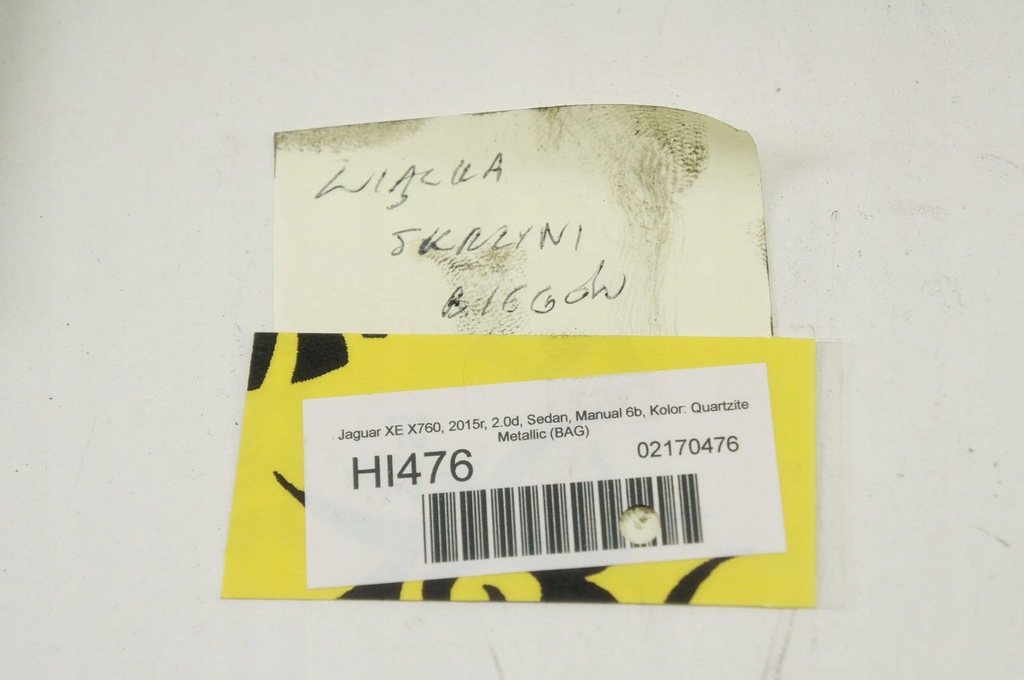 WIĄZKA
SKRZYNI
BIEGÓW
Jaguar XE X760, 2015r, 2.0d, Sedan, Manual 6b, Kolor: Quartzite
Metallic (BAG)
HI476
02170476